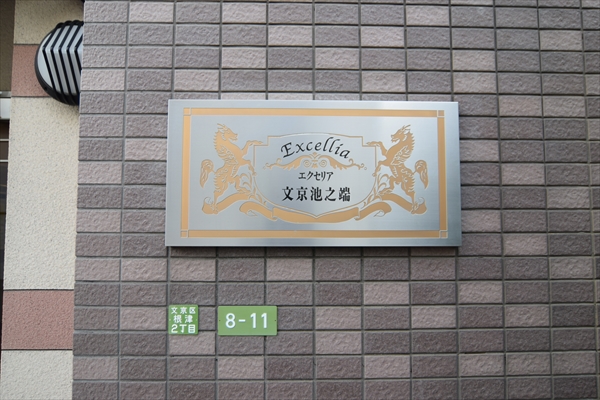 Excellia
エクセリア
文京池之端
文京区
根津
2丁目
8-11